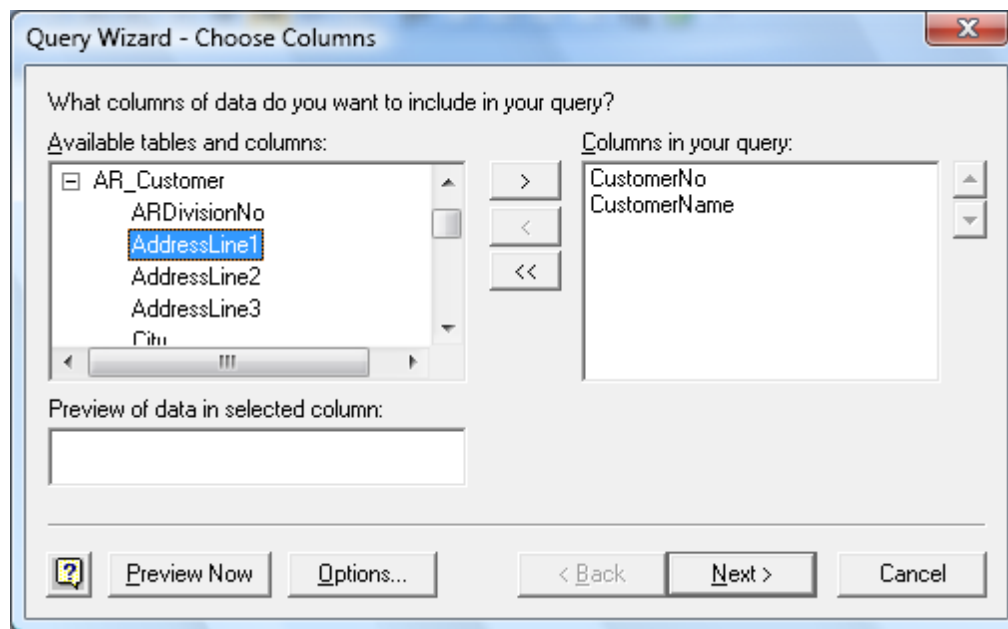 Query Wizard - Choose Columns
What columns of data do you want to include in your query?
Available tables and columns:
AR_Customer
ARDivisionNo
AddressLine1
AddressLine2
AddressLine3
City
>
<
<<
Columns in your query:
CustomerNo
CustomerName
Preview of data in selected column:
Preview Now
Options...
< Back
Next >
Cancel